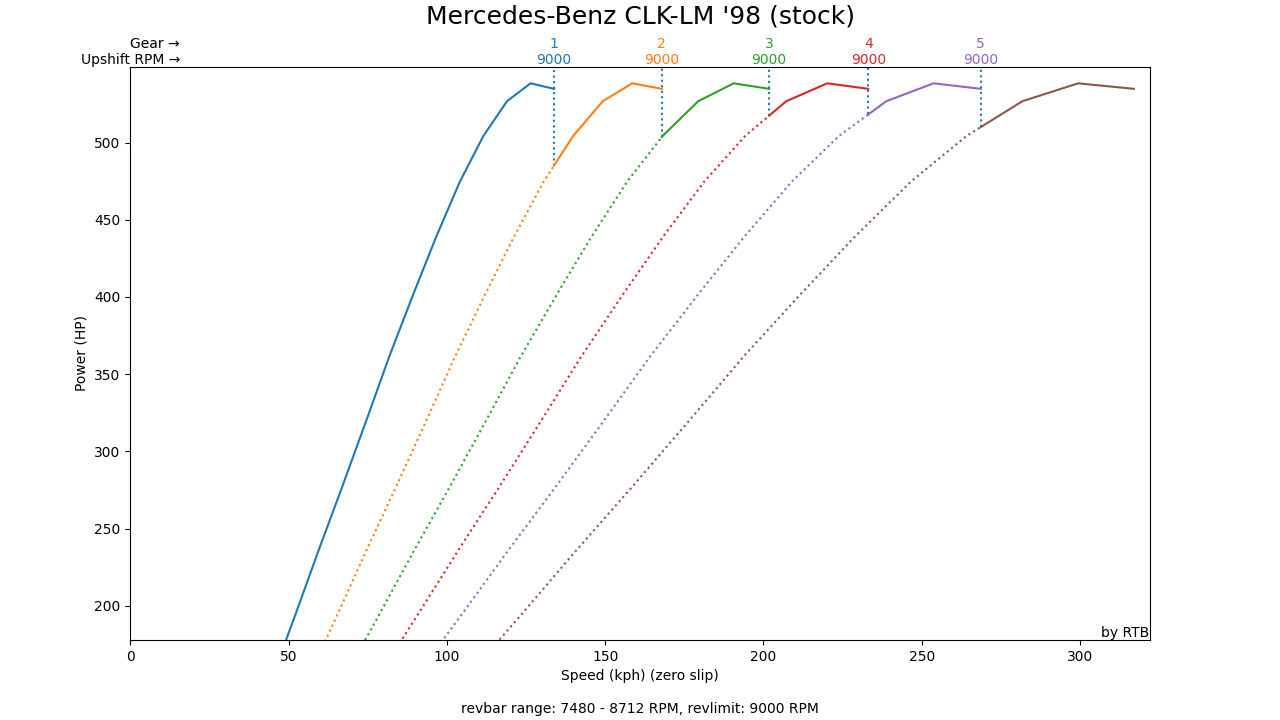 Mercedes-Benz CLK-LM '98 (stock)
Gear → 1 2 3 4 5
Upshift RPM → 9000 9000 9000 9000 9000
500
450
400
350
300
250
200
Power (HP)
by RTB
0 50 100 150 200 250 300
Speed (kph) (zero slip)
revbar range: 7480 - 8712 RPM, revlimit: 9000 RPM